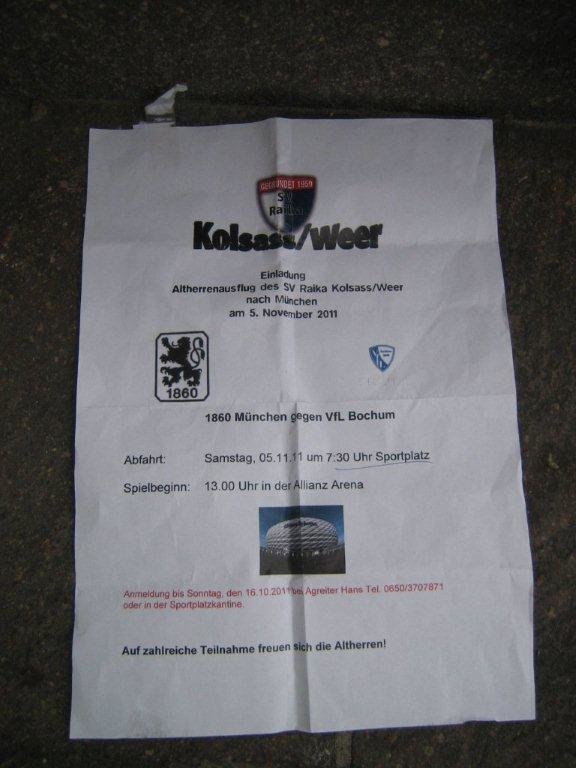 GEGRÜNDET 1959
SV
Raika
Kolsass/Weer
Einladung
Altherrenausflug des SV Raika Kolsass/Weer
nach München
am 5. November 2011
1860
VfL
1860 München gegen VfL Bochum
Abfahrt: Samstag, 05.11.11 um 7:30 Uhr Sportplatz
Spielbeginn: 13.00 Uhr in der Allianz Arena
Anmeldung bis Sonntag, den 16.10.2011 bei Agreiter Hans Tel. 0650/3707871
oder in der Sportplatzkantine.
Auf zahlreiche Teilnahme freuen sich die Altherren!